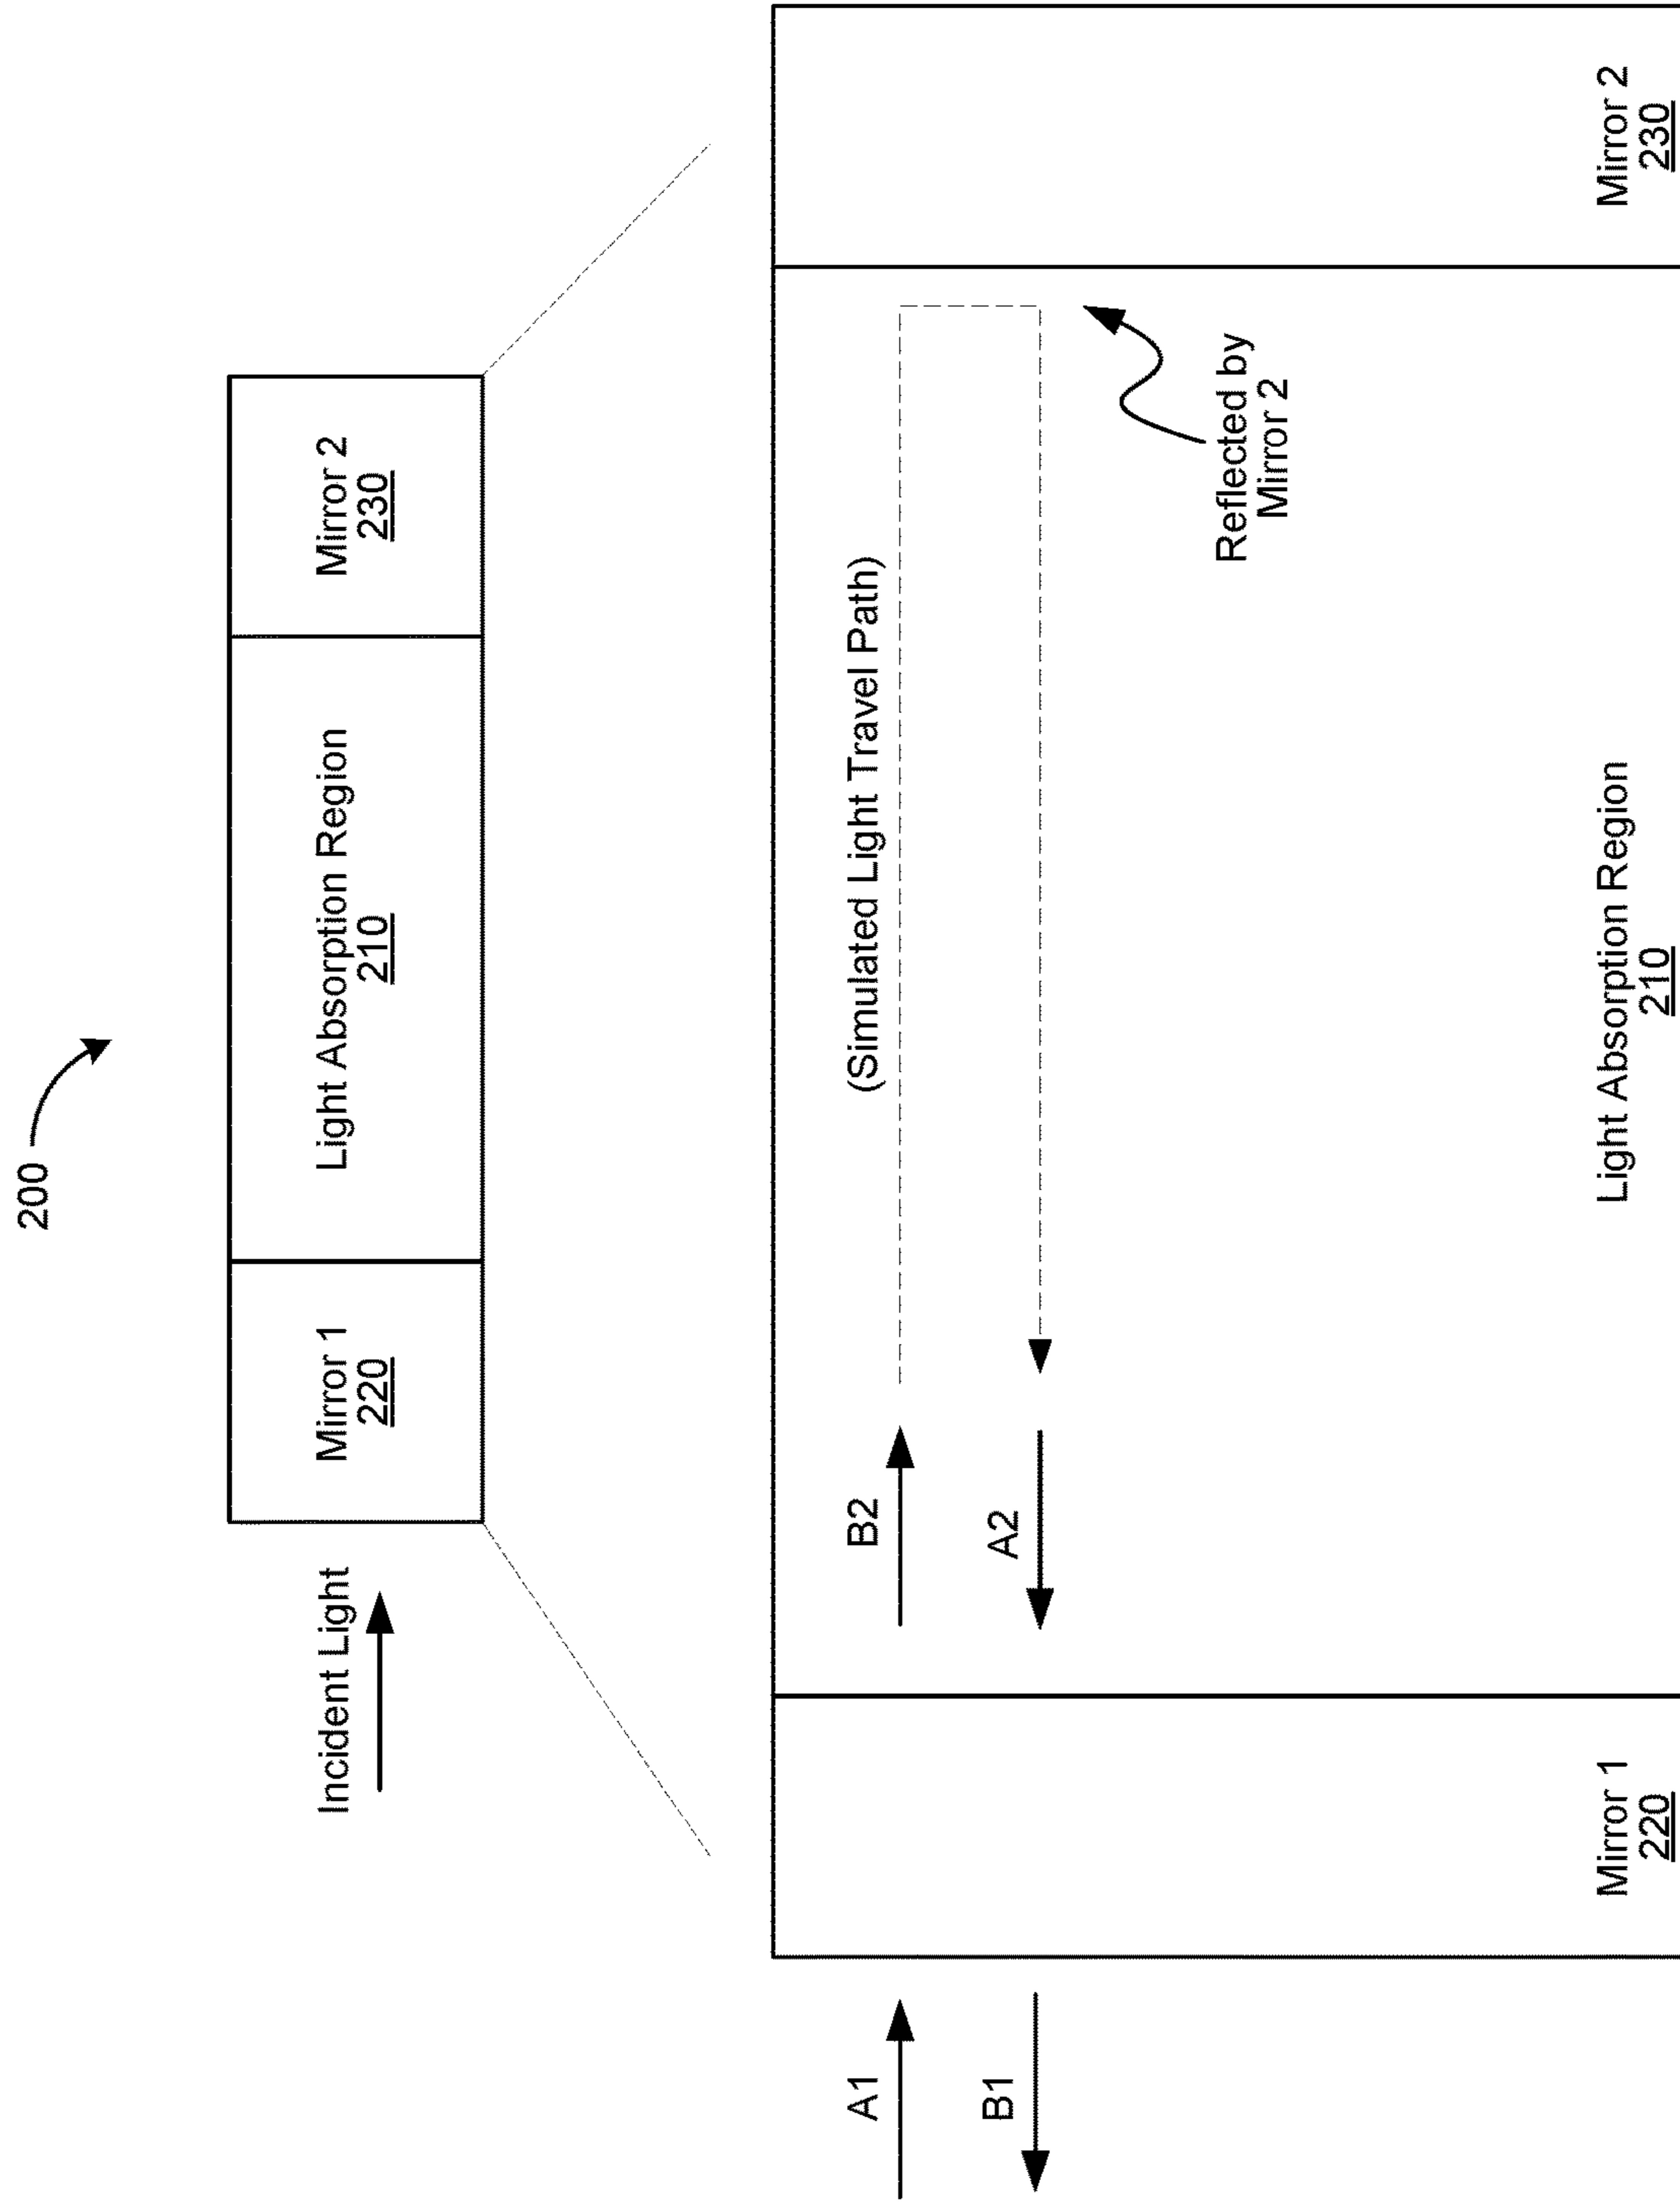 200
Incident Light
Mirror 1
220
Light Absorption Region
210
Mirror 2
230
A1
B1
B2
A2
(Simulated Light Travel Path)
Reflected by
Mirror 2
Mirror 1
220
Light Absorption Region
210
Mirror 2
230